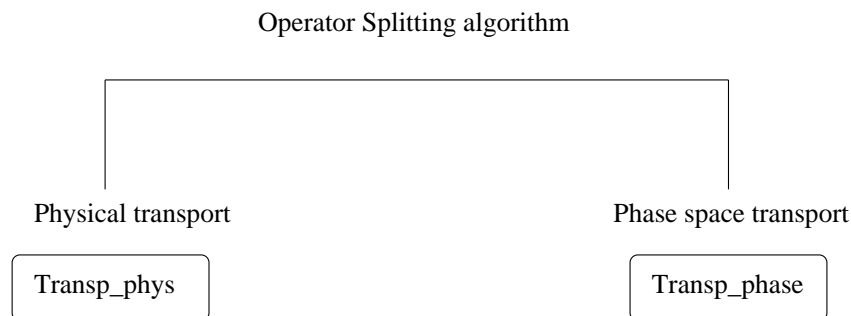 Operator Splitting algorithm
Physical transport
Phase space transport
Transp_phys
Transp_phase